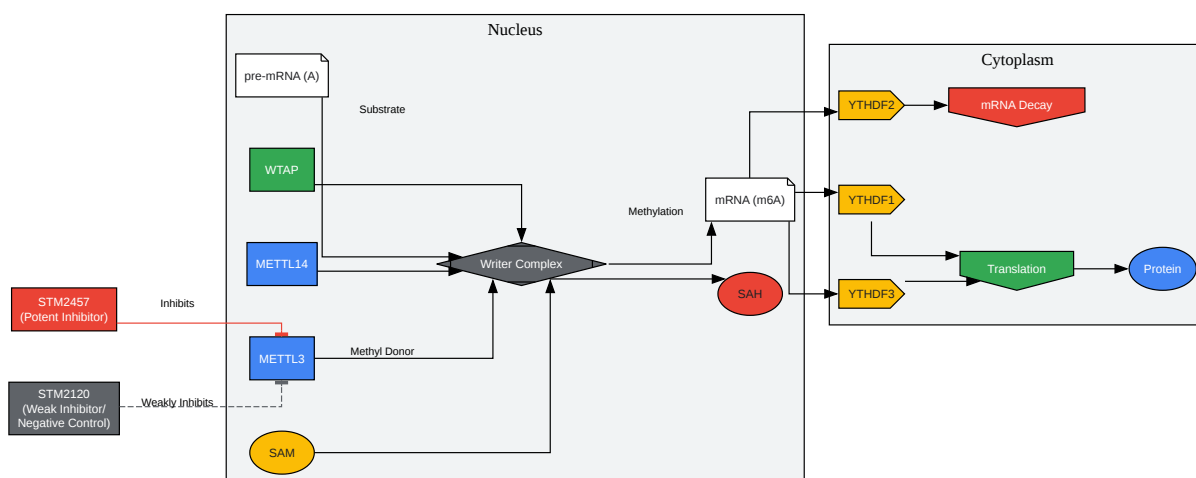 Nucleus
Cytoplasm
pre-mRNA (A)
Substrate
YTHDF2
mRNA Decay
WTAP
mRNA (m6A)
YTHDF1
Methylation
METTL14
Writer Complex
Translation
Protein
SAH
YTHDF3
STM2457
(Potent Inhibitor)
Inhibits
METTL3
Methyl Donor
STM2120
(Weak Inhibitor/
Negative Control)
Weakly Inhibits
SAM